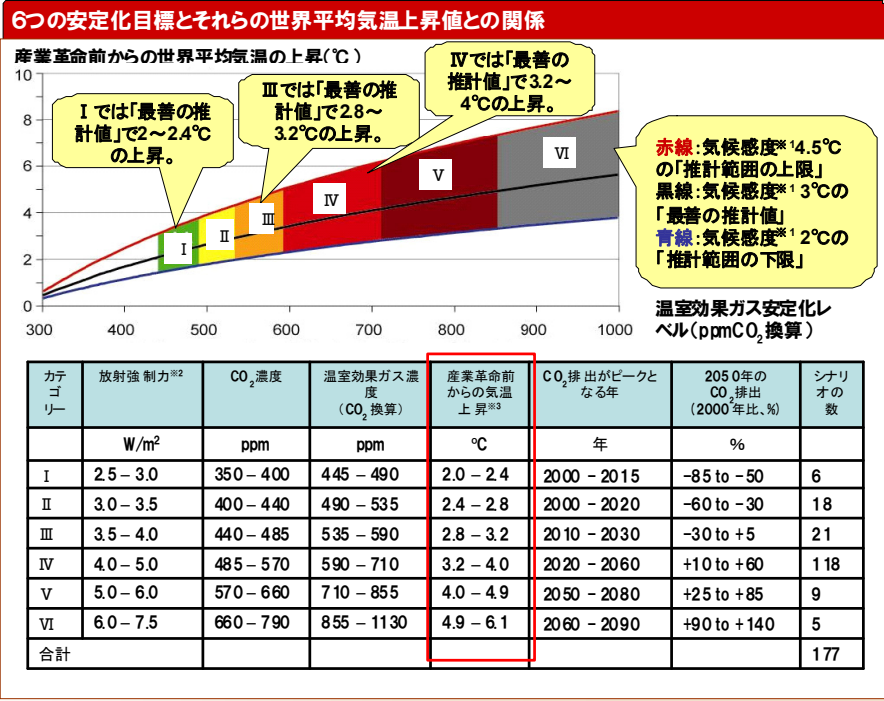 6つの安定化目標とそれらの世界平均気温上昇値との関係
産業革命前からの世界平均気温の上昇(℃)
10
8
6
4
2
0
300 400 500 600 700 800 900 1000
Ⅰでは「最善の推
計値」で2～2.4℃
の上昇。
Ⅲでは「最善の推
計値」で2.8～
3.2℃の上昇。
Ⅳでは「最善の
推計値」で3.2～
4℃の上昇。
Ⅰ
Ⅱ
Ⅲ
Ⅳ
Ⅴ
Ⅵ
赤線:気候感度※1 4.5℃
の「推計範囲の上限」
黒線:気候感度※1 3℃の
「最善の推計値」
青線:気候感度※1 2℃の
「推計範囲の下限」
温室効果ガス安定化レ
ベル(ppmCO2換算)
カテ
ゴ
リー
放射強制力※2
CO2濃度
温室効果ガス濃
度
(CO2換算)
産業革命前
からの気温
上昇※3
CO2排出がピークと
なる年
2050年の
CO2排出
(2000年比、%)
シナリ
オの
数
W/m2 ppm ppm ℃ 年 %
Ⅰ 2.5 – 3.0 350 – 400 445 – 490 2.0 – 2.4 2000 - 2015 -85 to -50 6
Ⅱ 3.0 – 3.5 400 – 440 490 – 535 2.4 – 2.8 2000 - 2020 -60 to -30 18
Ⅲ 3.5 – 4.0 440 – 485 535 – 590 2.8 – 3.2 2010 - 2030 -30 to +5 21
Ⅳ 4.0 – 5.0 485 – 570 590 – 710 3.2 – 4.0 2020 - 2060 +10 to +60 118
Ⅴ 5.0 – 6.0 570 – 660 710 – 855 4.0 – 4.9 2050 - 2080 +25 to +85 9
Ⅵ 6.0 – 7.5 660 – 790 855 – 1130 4.9 – 6.1 2060 - 2090 +90 to +140 5
合計 177